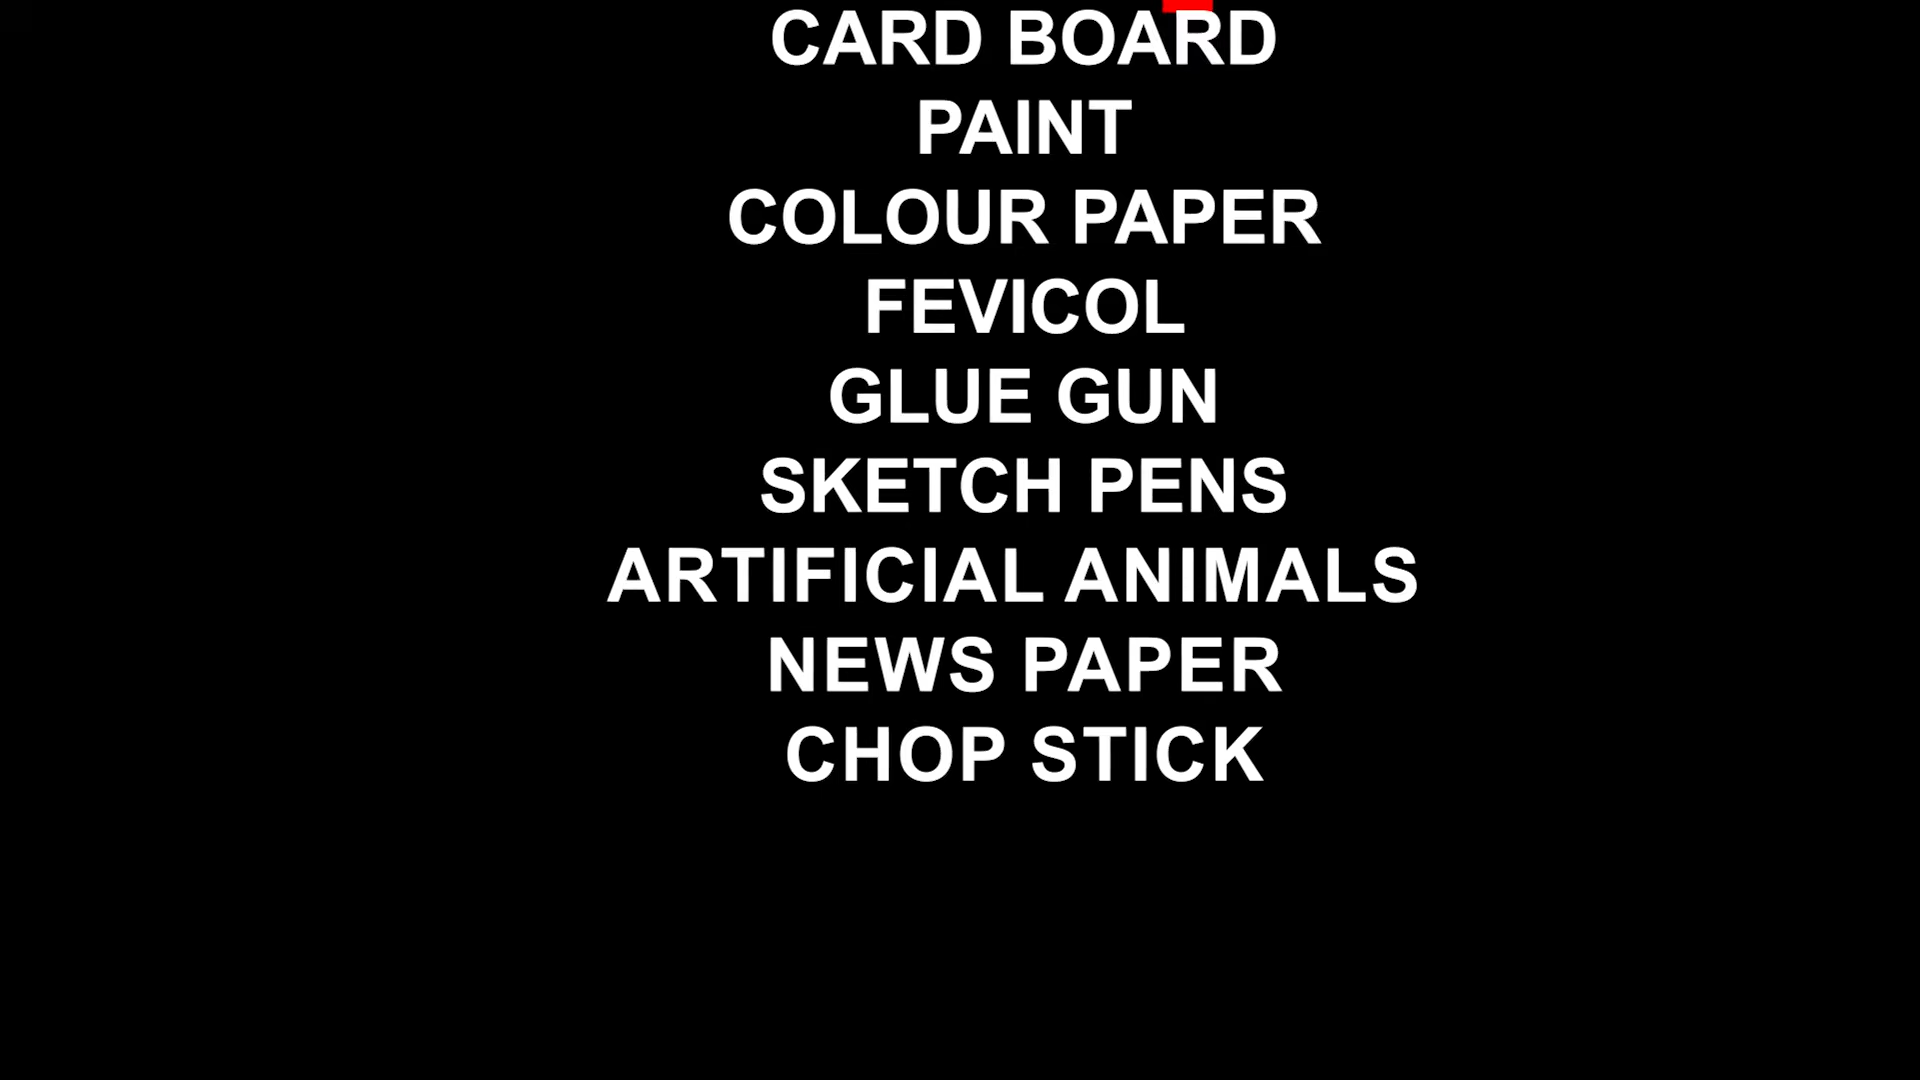 CARD BOARD
PAINT
COLOUR PAPER
FEVICOL
GLUE GUN
SKETCH PENS
ARTIFICIAL ANIMALS
NEWS PAPER
CHOP STICK